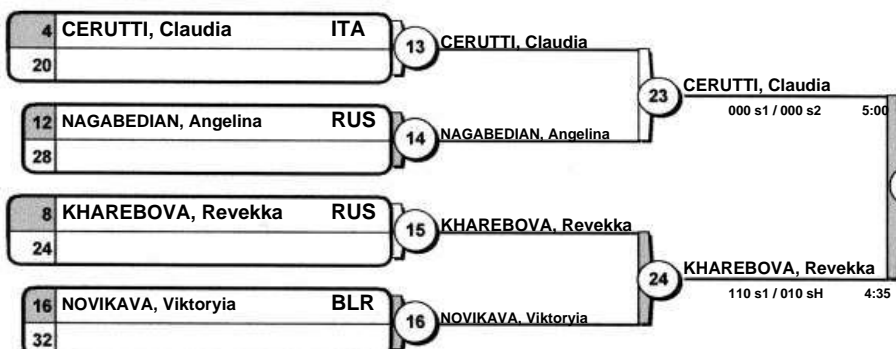 4 CERUTTI, Claudia ITA
20
13 CERUTTI, Claudia
23 CERUTTI, Claudia
000 s1 / 000 s2 5:00
12 NAGABEDIAN, Angelina RUS
28
14 NAGABEDIAN, Angelina
8 KHAREBOVA, Revekka RUS
24
15 KHAREBOVA, Revekka
24 KHAREBOVA, Revekka
110 s1 / 010 sH 4:35
16 NOVIKAVA, Viktoryia BLR
32
16 NOVIKAVA, Viktoryia